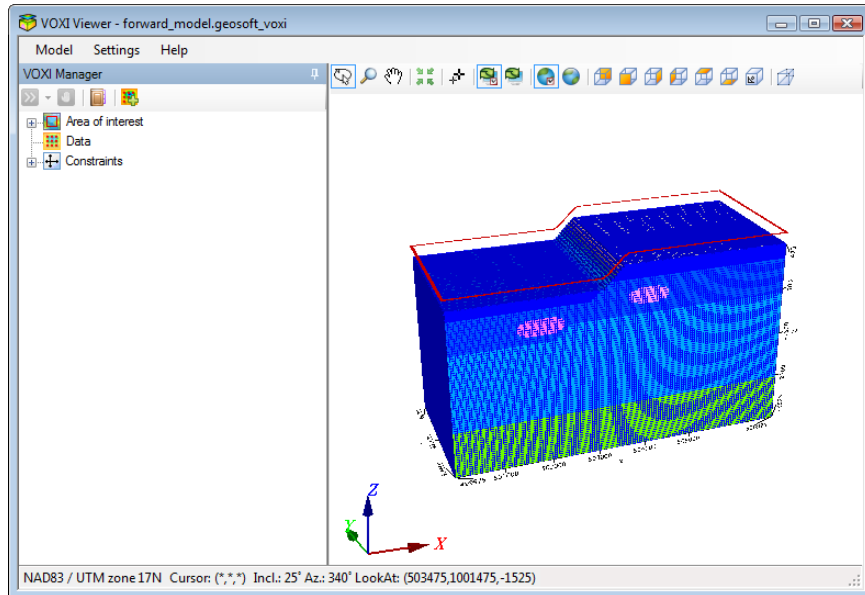 VOXI Viewer - forward_model.geosoft_voxi
Model Settings Help
VOXI Manager
Area of interest
Data
Constraints
Z
Y
X
NAD83 / UTM zone 17N Cursor: (*,*,*) Incl.: 25° Az.: 340° LookAt: (503475,1001475,-1525)